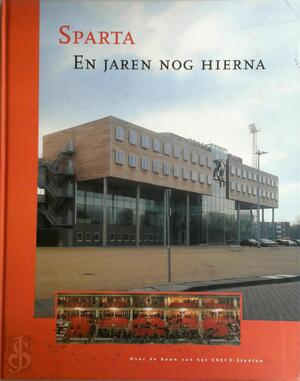 SPARTA
EN JAREN NOG HIERNA
Over de bouw van het ENECO-Stadion